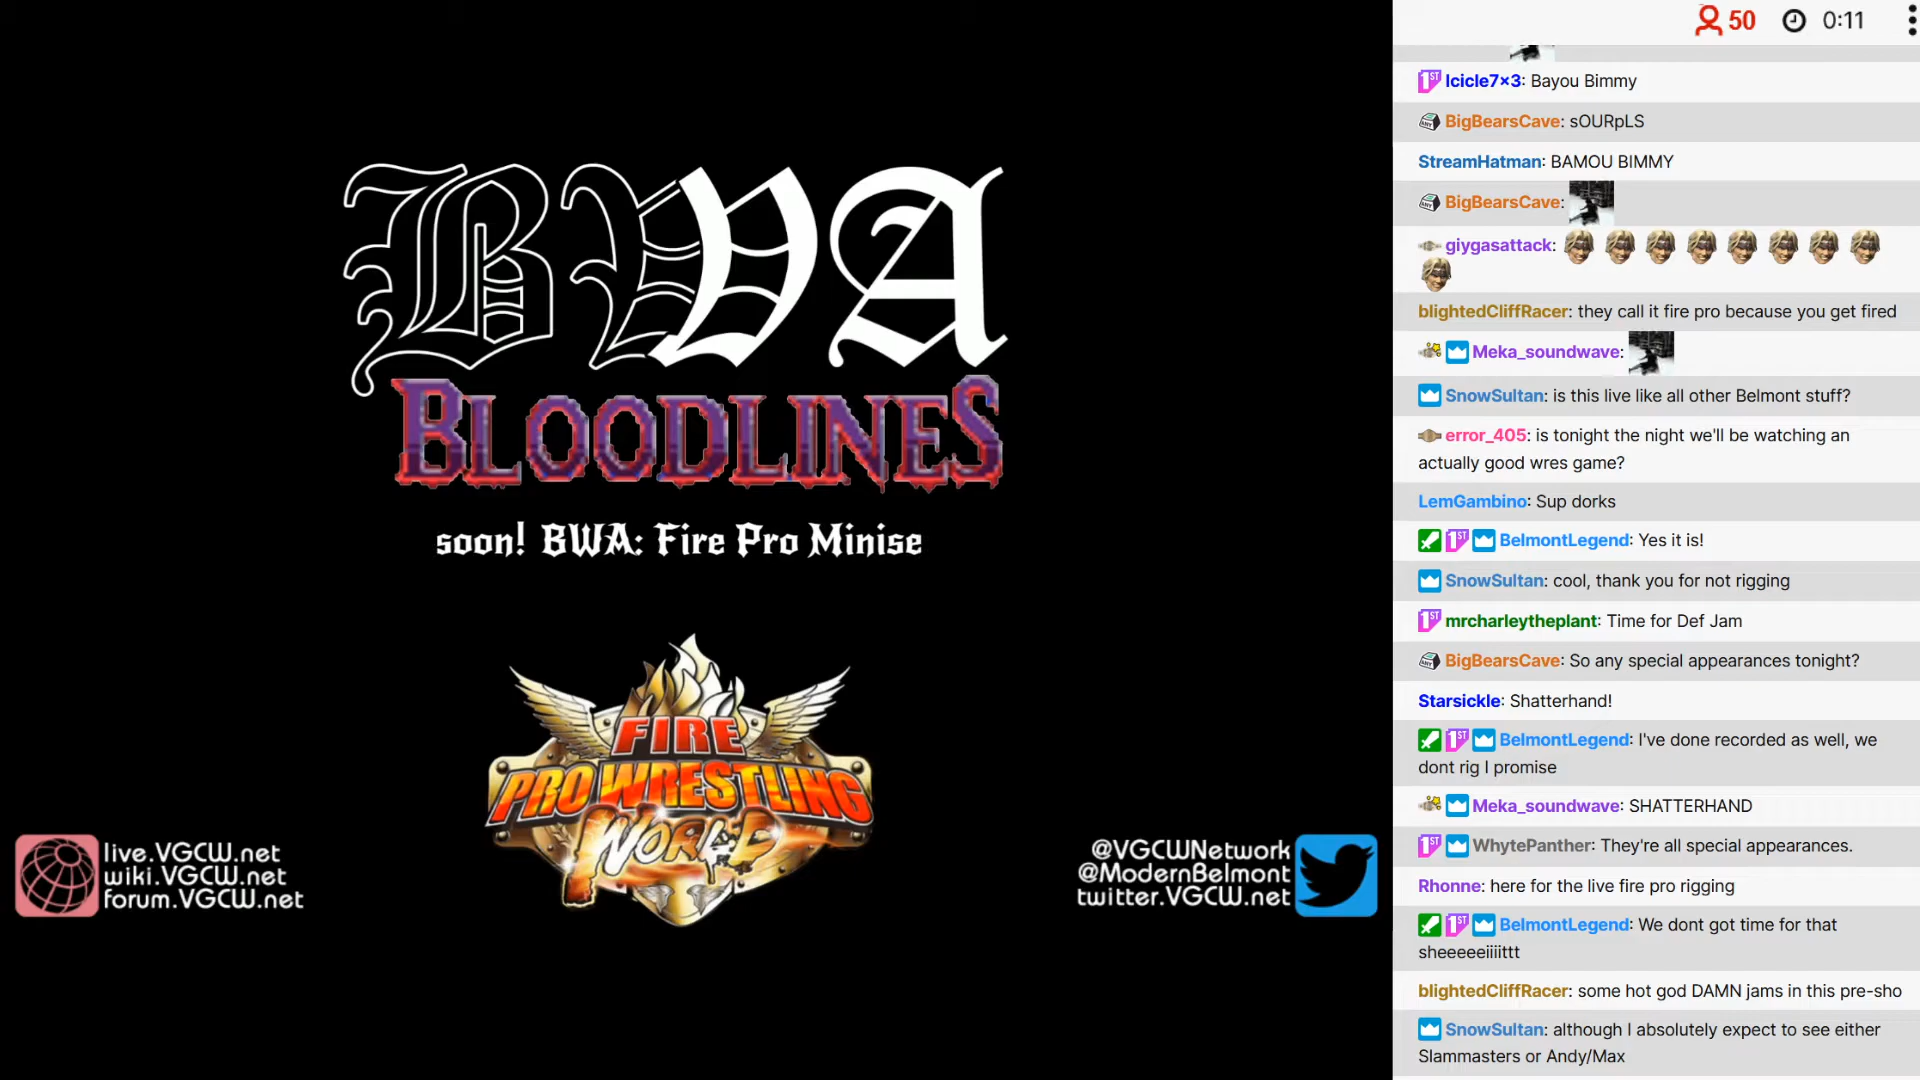 BWA
BLOODLINES
soon! BWA: Fire Pro Minise
FIRE
PRO WRESTLING
WORLD
live.VGCW.net
wiki.VGCW.net
forum.VGCW.net
@VGCWNetwork
@ModernBelmont
twitter.VGCW.net
50 0:11
Icicle7x3: Bayou Bimmy
BigBearsCave: sOURpLS
StreamHatman: BAMOU BIMMY
BigBearsCave:
giygasattack:
blightedCliffRacer: they call it fire pro because you get fired
Meka_soundwave:
SnowSultan: is this live like all other Belmont stuff?
error_405: is tonight the night we'll be watching an
actually good wres game?
LemGambino: Sup dorks
1ST BelmontLegend: Yes it is!
SnowSultan: cool, thank you for not rigging
1ST mrcharleytheplant: Time for Def Jam
BigBearsCave: So any special appearances tonight?
Starsickle: Shatterhand!
1ST BelmontLegend: I've done recorded as well, we
dont rig I promise
Meka_soundwave: SHATTERHAND
1ST WhytePanther: They're all special appearances.
Rhonne: here for the live fire pro rigging
1ST BelmontLegend: We dont got time for that
sheeeeeiiiittt
blightedCliffRacer: some hot god DAMN jams in this pre-sho
SnowSultan: although I absolutely expect to see either
Slammasters or Andy/Max